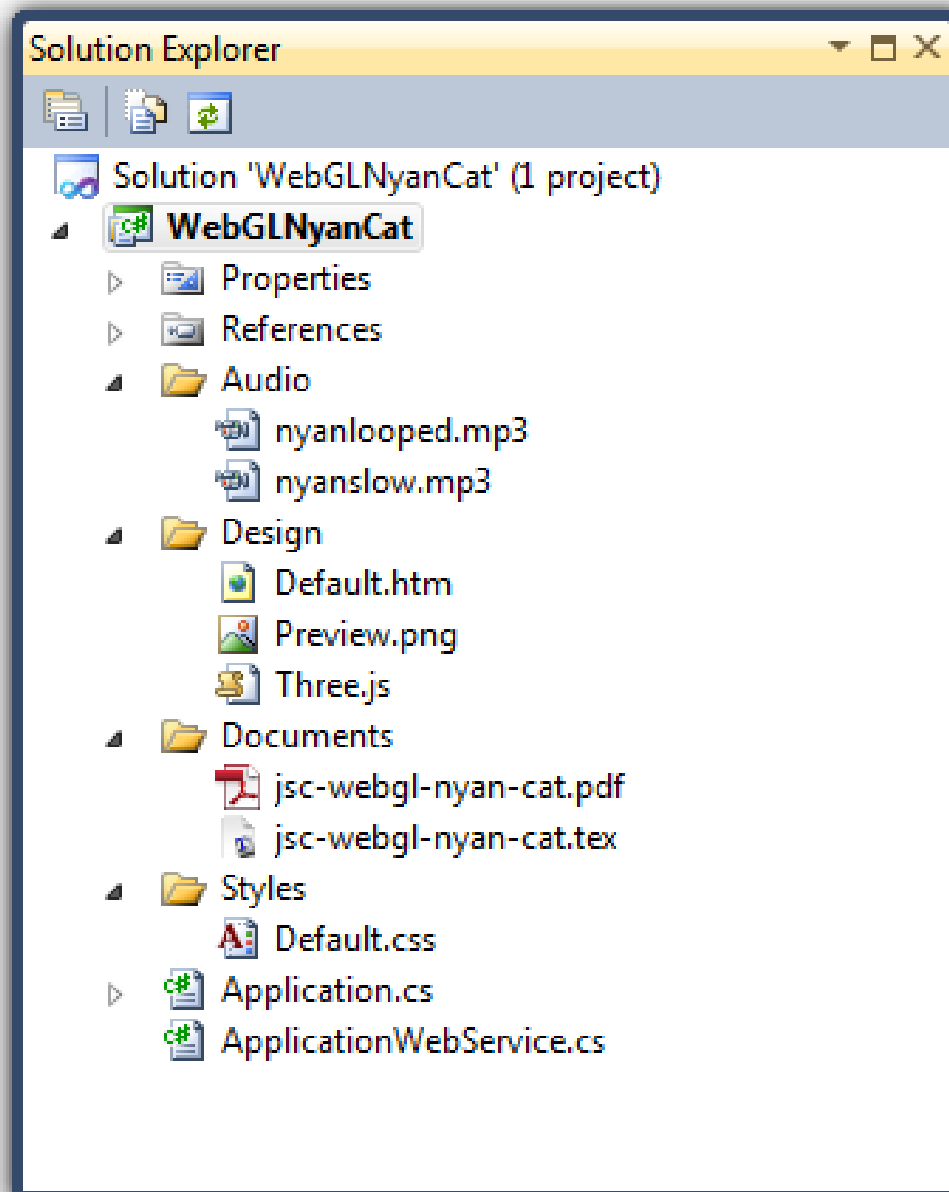 Solution Explorer
Solution 'WebGLNyanCat' (1 project)
WebGLNyanCat
Properties
References
Audio
nyanlooped.mp3
nyanslow.mp3
Design
Default.htm
Preview.png
Three.js
Documents
jsc-webgl-nyan-cat.pdf
jsc-webgl-nyan-cat.tex
Styles
Default.css
Application.cs
ApplicationWebService.cs